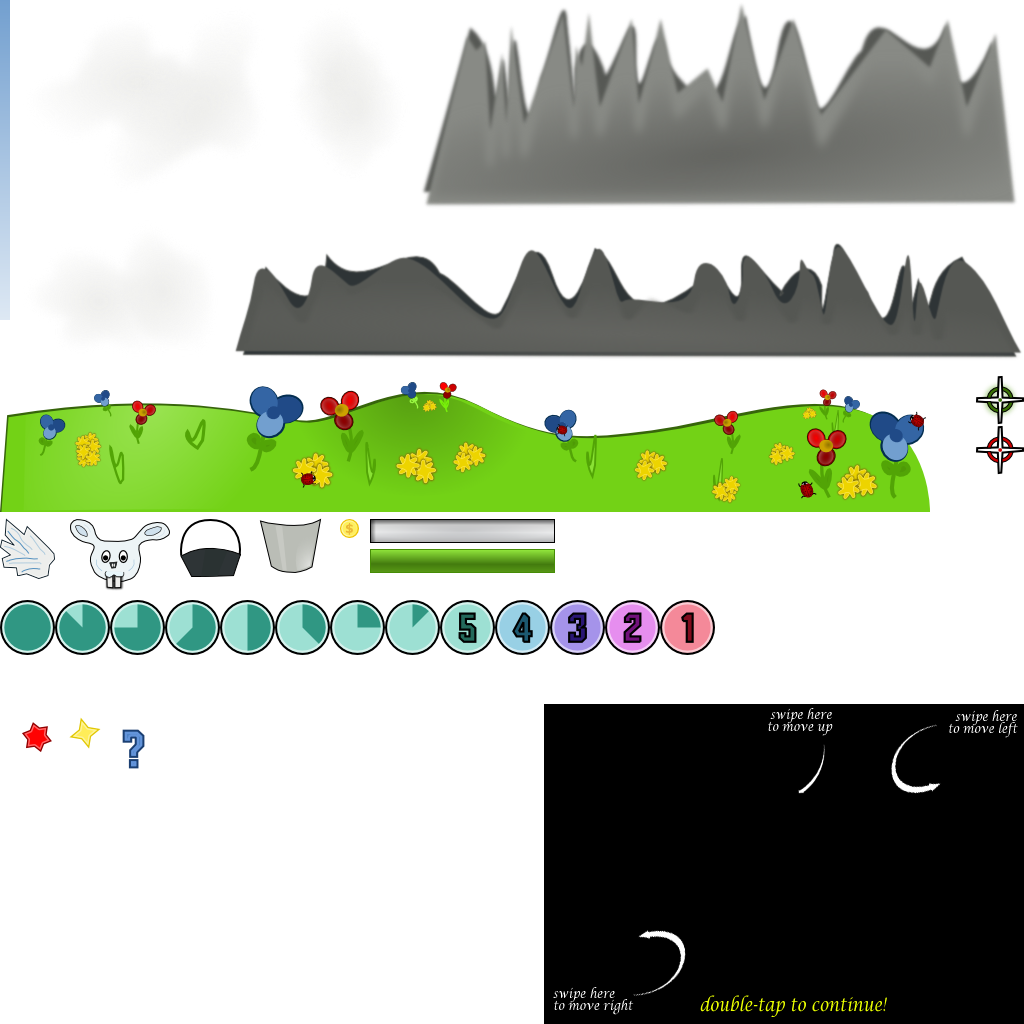 $
5 4 3 2 1
?
swipe here
to move up
swipe here
to move left
swipe here
to move right
double-tap to continue!